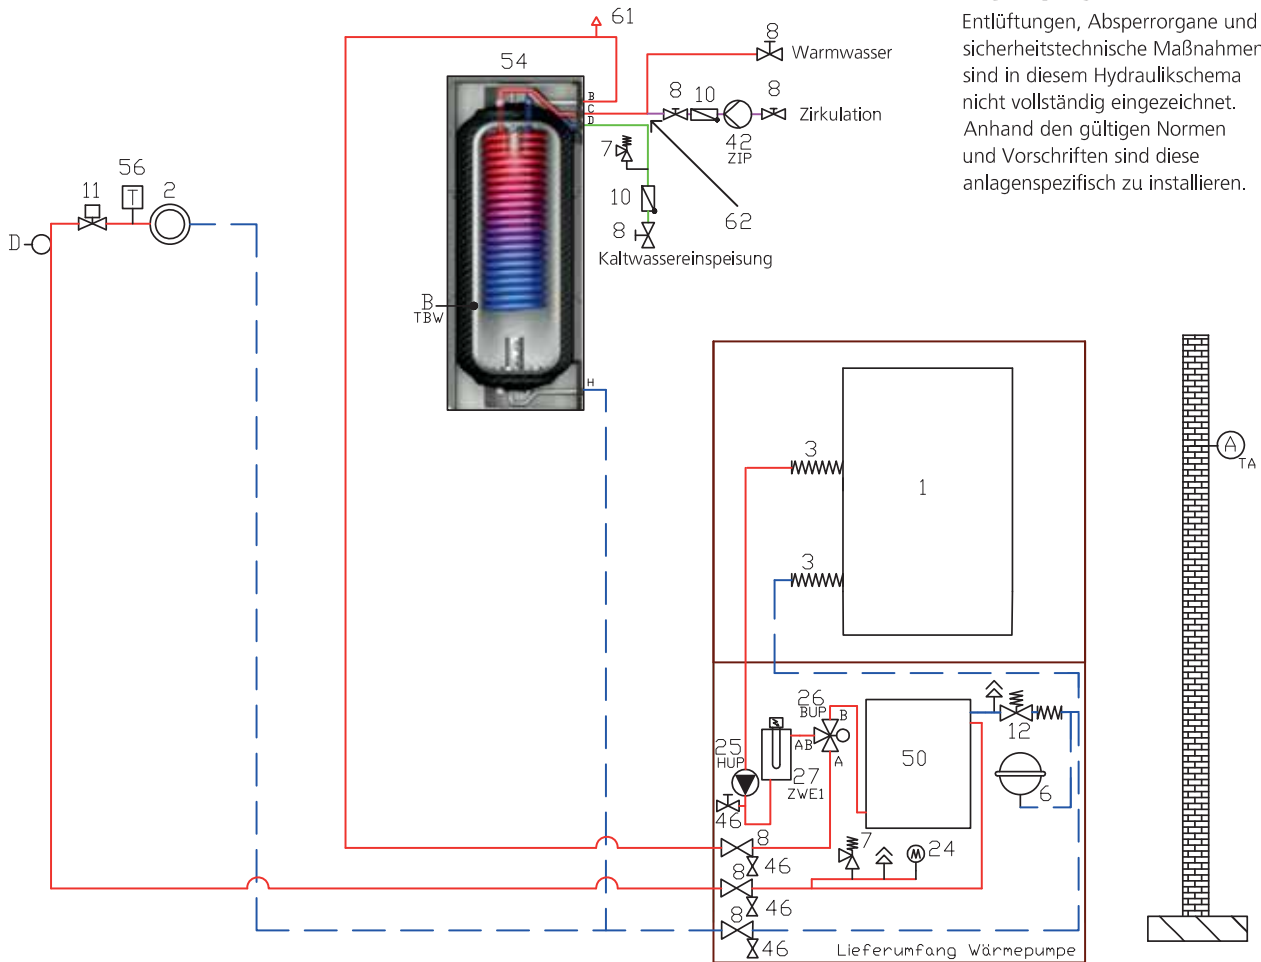 61
Entlüftungen, Absperrorgane und
sicherheitstechnische Maßnahmen
sind in diesem Hydraulikschema
nicht vollständig eingezeichnet.
Anhand den gültigen Normen
und Vorschriften sind diese
anlagenspezifisch zu installieren.
8
Warmwasser
54
B
C
D
8
10
8
Zirkulation
42
ZIP
7
10
62
8
Kaltwassereinspeisung
56
11
2
D
B
TBW
H
3
1
3
A
TA
26
BUP
B
AB
A
25
HUP
27
ZWE1
50
12
6
46
8
46
7
24
8
46
8
46
Lieferumfang Wärmepumpe